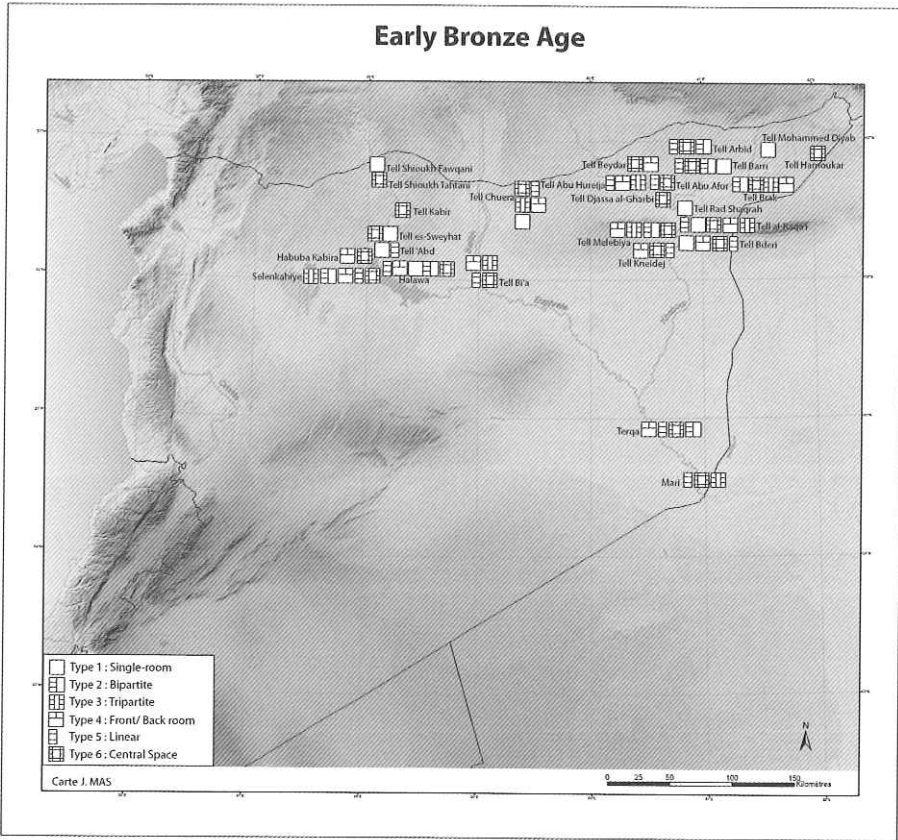 Early Bronze Age
Tell Mohammed Diyab
Tell Arbid
Tell Hamoukar
Tell Shioukh Fawqani
Tell Beydar
Tell Barri
Tell Shioukh Tahtani
Tell Abu Hureija
Tell Abu Afur
Tell Brak
Tell Chuera
Tell Djassa al-Gharbi
Tell Kabir
Tell Rad Shaqrah
Tell al-Raqa'i
Tell es-Sweyhat
Tell Melebiya
Tell Bderi
Tell 'Abd
Tell Kneidej
Habuba Kabira
Selenkahiye
Halawa
Tell Bi'a
Euphrate
Terqa
Mari
Type 1 : Single-room
Type 2 : Bipartite
Type 3 : Tripartite
Type 4 : Front/ Back room
Type 5 : Linear
Type 6 : Central Space
N
Carte J. MAS
0 25 50 100 150
Kilomètres